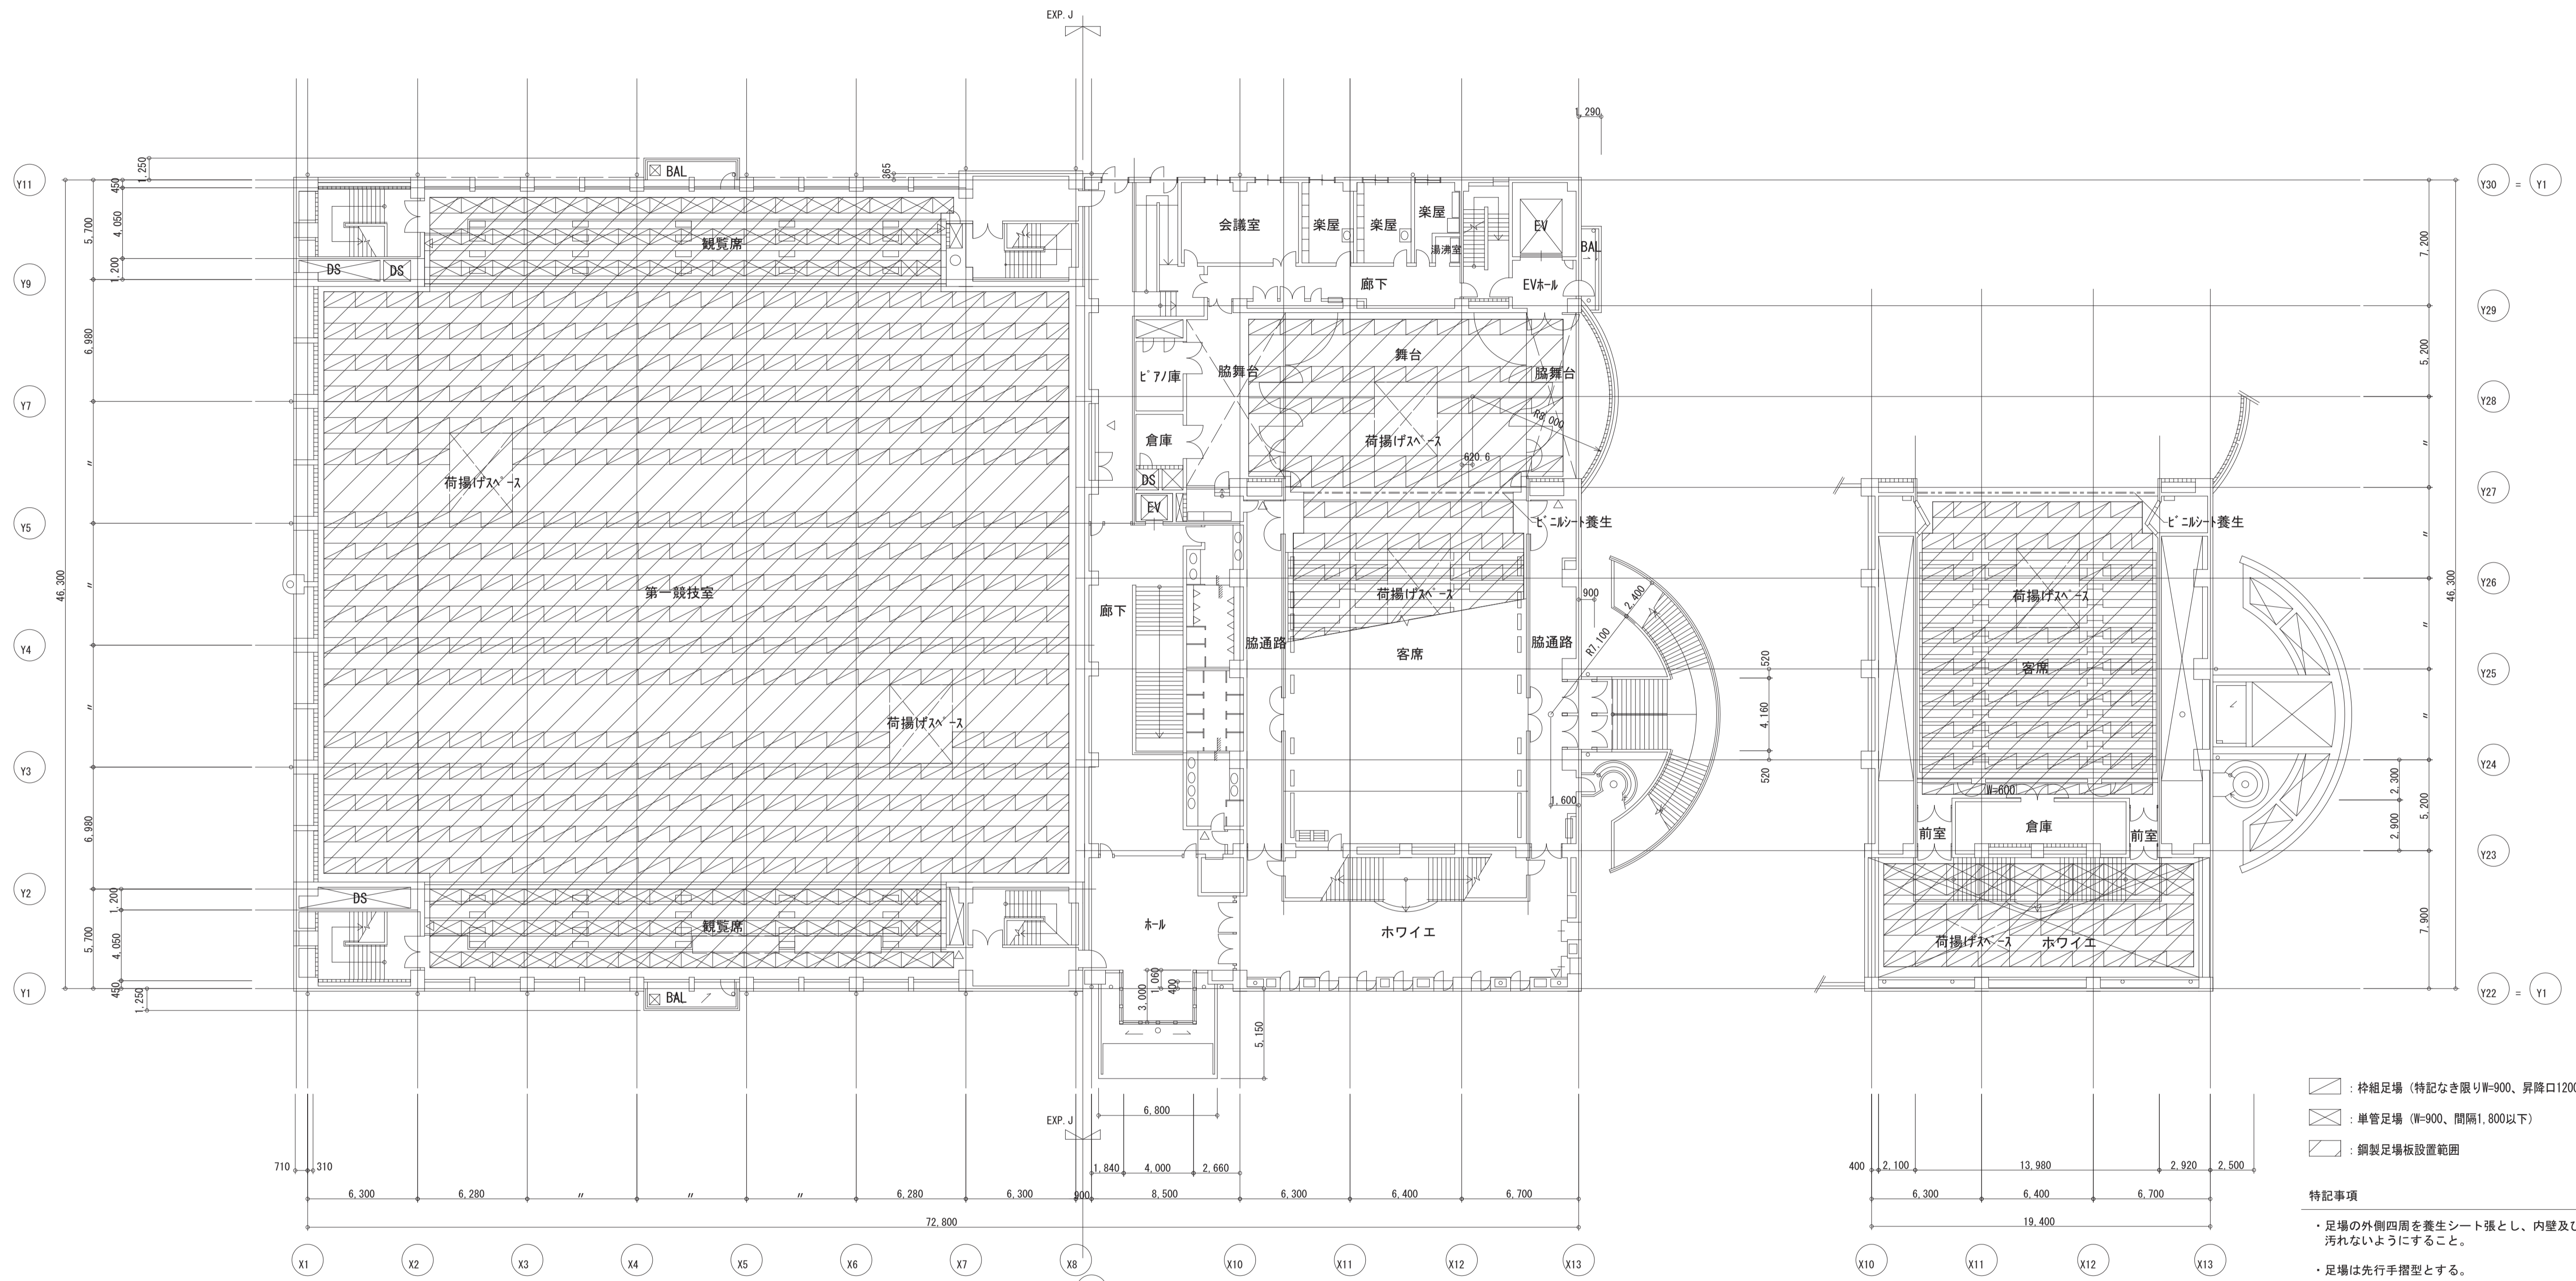 EXP. J
1,290
1,250
450
365
BAL
Y11
Y30 = Y1
5,700
4,050
1,200
観覧席
DS
DS
会議室
楽屋
楽屋
楽屋
湯沸室
EV
BAL
廊下
EVホール
7,200
Y9
Y29
6,980
ピアノ庫
脇舞台
舞台
脇舞台
5,200
Y7
Y28
R8,000
倉庫
荷揚げスペース
620.6
〃
荷揚げスペース
DS
EV
〃
Y27
Y5
ビニルシート養生
ビニルシート養生
〃
46,300
〃
第一競技室
廊下
荷揚げスペース
900
2,400
荷揚げスペース
Y26
46,300
脇通路
客席
脇通路
R7,100
〃
Y4
520
客席
Y25
〃
荷揚げスペース
4,160
〃
Y3
520
Y24
1,600
W=600
2,300
6,980
5,200
前室
倉庫
前室
2,900
Y23
Y2
1,200
DS
5,700
4,050
観覧席
ホール
ホワイエ
荷揚げスペース
ホワイエ
7,900
Y1
450
1,250
BAL
3,000
1,060
400
5,150
Y22 = Y1
6,800
EXP. J
: 枠組足場（特記なき限りW=900、昇降口1200
: 単管足場（W=900、間隔1,800以下）
: 鋼製足場板設置範囲
710
310
1,840
4,000
2,660
400
2,100
13,980
2,920
2,500
6,300
6,280
〃
〃
〃
6,280
6,300
900
8,500
6,300
6,400
6,700
6,300
6,400
6,700
72,800
19,400
特記事項
・足場の外側四周を養生シート張とし、内壁及び
汚れないようにすること。
・足場は先行手摺型とする。
X1
X2
X3
X4
X5
X6
X7
X8
X10
X11
X12
X13
X10
X11
X12
X13